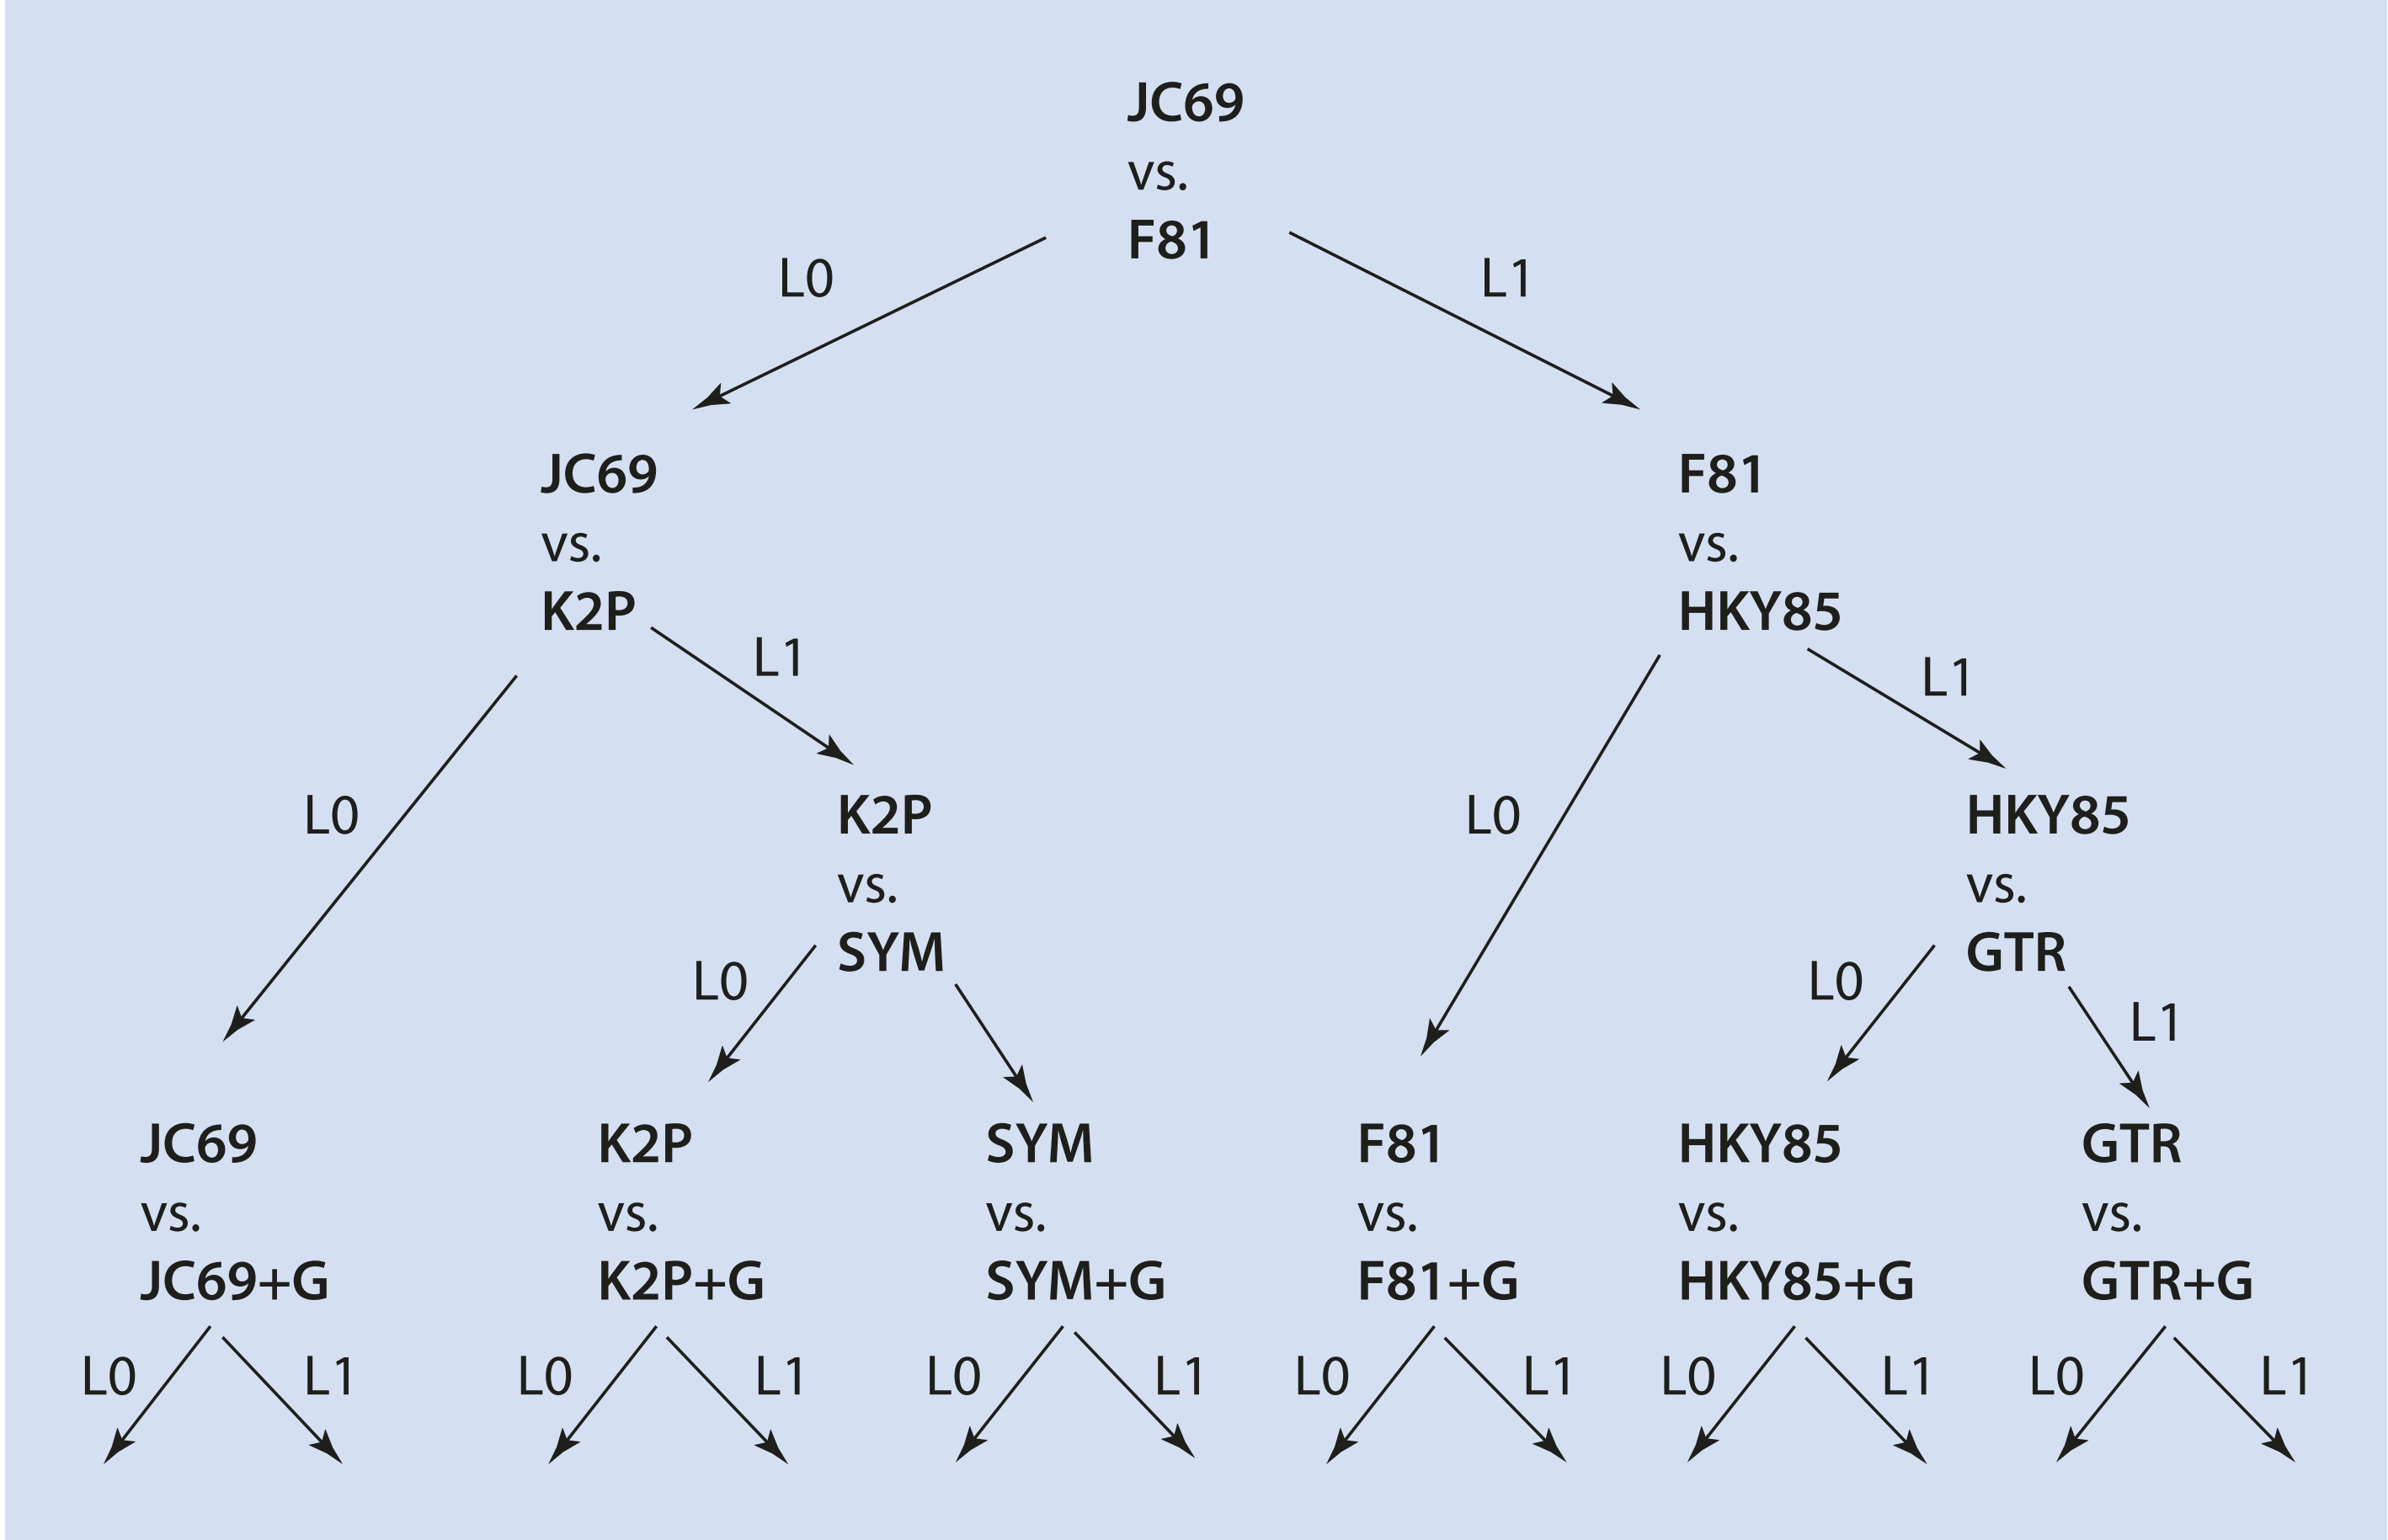 JC69
vs.
F81
L0
L1
JC69
vs.
K2P
F81
vs.
HKY85
L1
L1
L0
K2P
vs.
SYM
L0
HKY85
vs.
GTR
L0
L0
L1
JC69
vs.
JC69+G
K2P
vs.
K2P+G
SYM
vs.
SYM+G
F81
vs.
F81+G
HKY85
vs.
HKY85+G
GTR
vs.
GTR+G
L0
L1
L0
L1
L0
L1
L0
L1
L0
L1
L0
L1